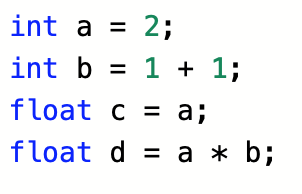 int a = 2;
int b = 1 + 1;
float c = a;
float d = a * b;